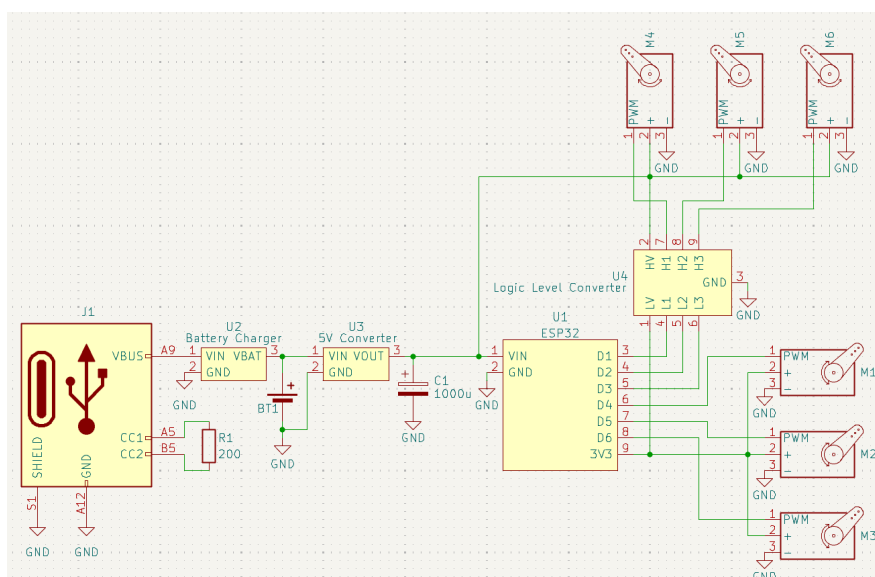 M4
M5
M6
PWM
+
-
PWM
+
-
PWM
+
-
1
2
3
1
2
3
1
2
3
GND
GND
GND
2
7
8
9
HV
H1
H2
H3
U4
Logic Level Converter
GND
3
GND
LV
L1
L2
L3
1
4
5
6
J1
VBUS
A9
CC1
A5
CC2
B5
SHIELD
GND
S1
A12
GND
GND
R1
200
U2
Battery Charger
1
VIN
VBAT
3
2
GND
GND
+
BT1
GND
U3
5V Converter
1
VIN
VOUT
3
2
GND
+
C1
1000u
GND
U1
ESP32
1
VIN
2
GND
GND
D1
3
D2
4
D3
5
D4
6
D5
7
D6
8
3V3
9
1
PWM
2
+
3
-
M1
GND
1
PWM
2
+
3
-
M2
GND
1
PWM
2
+
3
-
M3
GND